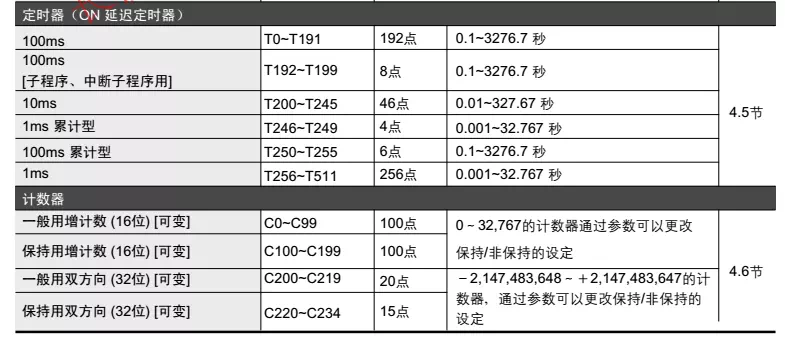 定时器（ON 延迟定时器）
100ms T0~T191 192点 0.1~3276.7 秒
100ms
[子程序、中断子程序用] T192~T199 8点 0.1~3276.7 秒
10ms T200~T245 46点 0.01~327.67 秒
1ms 累计型 T246~T249 4点 0.001~32.767 秒
100ms 累计型 T250~T255 6点 0.1~3276.7 秒
1ms T256~T511 256点 0.001~32.767 秒
4.5节
计数器
一般用增计数 (16位) [可变] C0~C99 100点 0～32,767的计数器通过参数可以更改
保持用增计数 (16位) [可变] C100~C199 100点 保持/非保持的设定
一般用双方向 (32位) [可变] C200~C219 20点 －2,147,483,648～＋2,147,483,647的计
数器、通过参数可以更改保持/非保持的
保持用双方向 (32位) [可变] C220~C234 15点 设定
4.6节